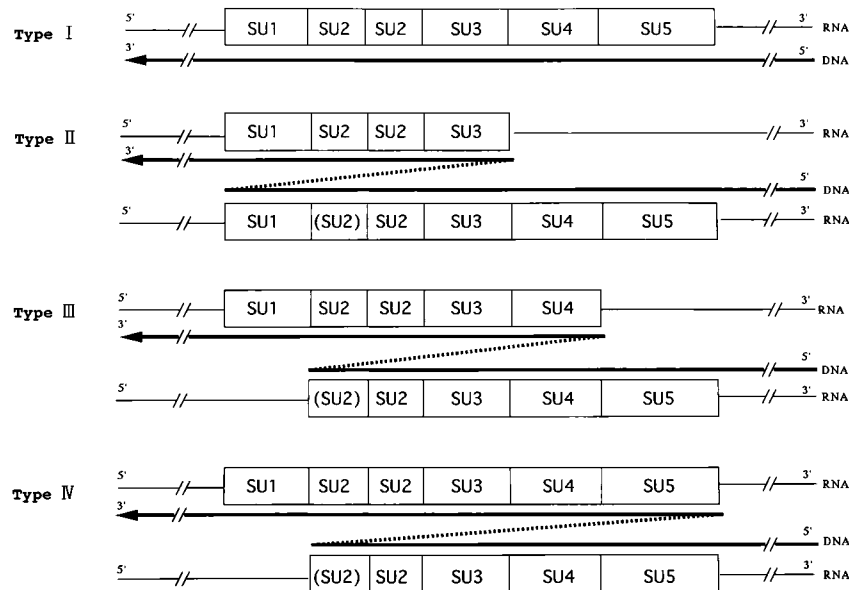 5' 3'
Type Ⅰ SU1 SU2 SU2 SU3 SU4 SU5 RNA
3' 5'
DNA
5' 3'
Type Ⅱ SU1 SU2 SU2 SU3 RNA
3'
5'
DNA
5' SU1 (SU2) SU2 SU3 SU4 SU5 3' RNA
5' 3'
Type Ⅲ SU1 SU2 SU2 SU3 SU4 RNA
3'
5'
DNA
5' (SU2) SU2 SU3 SU4 SU5 3' RNA
5' 3'
Type Ⅳ SU1 SU2 SU2 SU3 SU4 SU5 RNA
3'
5'
DNA
5' (SU2) SU2 SU3 SU4 SU5 3' RNA